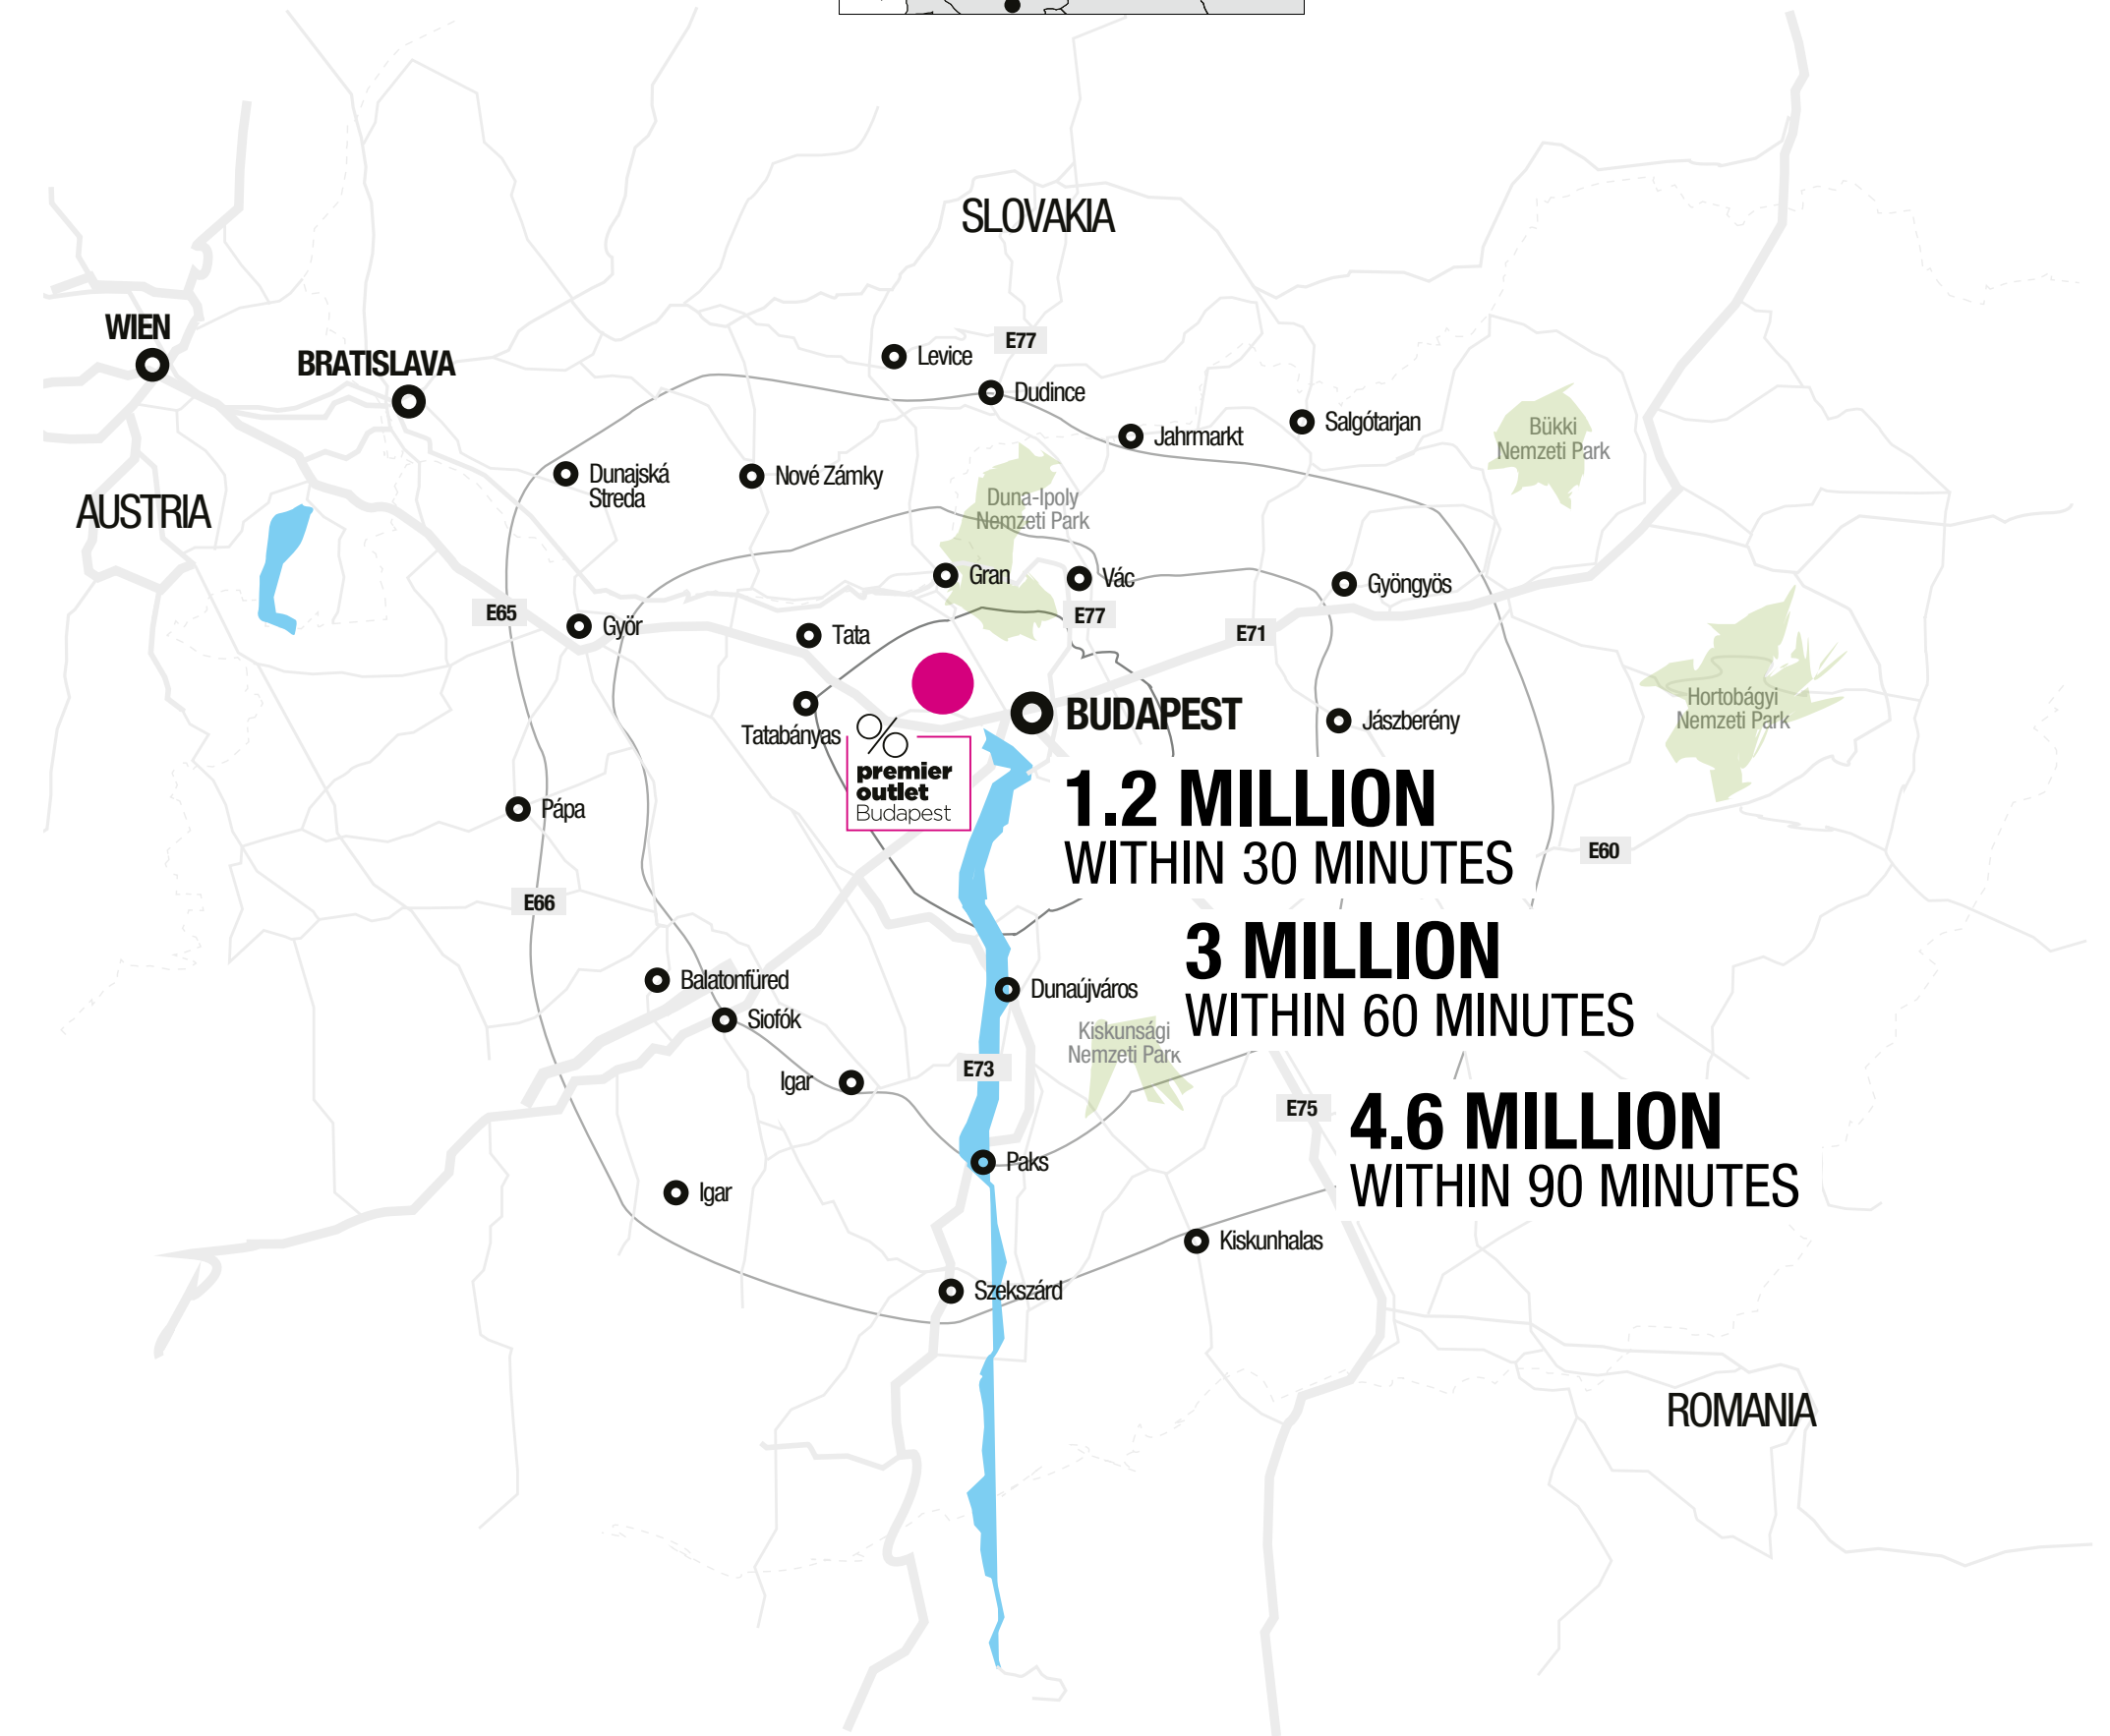 SLOVAKIA
WIEN
E77
BRATISLAVA
Levice
Dudince
Salgótarjan
Bükki
Nemzeti Park
Jahrmarkt
Dunajská
Streda
Nové Zámky
AUSTRIA
Duna-Ipoly
Nemzeti Park
Gran
Vác
Gyöngyös
E65
E77
Györ
Tata
E71
Hortobágyi
Nemzeti Park
BUDAPEST
Jászberény
Tatabányas
premier
outlet
Budapest
1.2 MILLION
WITHIN 30 MINUTES
Pápa
E60
E66
3 MILLION
WITHIN 60 MINUTES
Balatonfüred
Dunaújváros
Siofók
Kiskunsági
Nemzeti Park
E73
Igar
E75
4.6 MILLION
WITHIN 90 MINUTES
Paks
Igar
Kiskunhalas
Szekszárd
ROMANIA